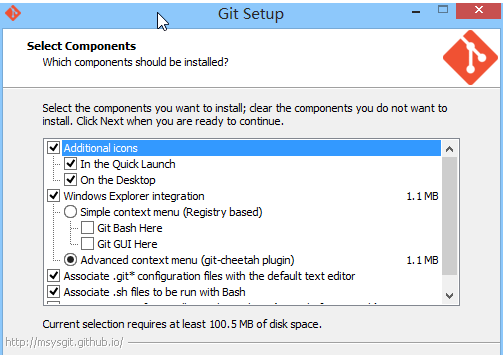 Git Setup
Select Components
Which components should be installed?
Select the components you want to install; clear the components you do not want to
install. Click Next when you are ready to continue.
Additional icons
In the Quick Launch
On the Desktop
Windows Explorer integration 1.1 MB
Simple context menu (Registry based)
Git Bash Here
Git GUI Here
Advanced context menu (git-cheetah plugin) 1.1 MB
Associate .git* configuration files with the default text editor
Associate .sh files to be run with Bash
Current selection requires at least 100.5 MB of disk space.
http://msysgit.github.io/